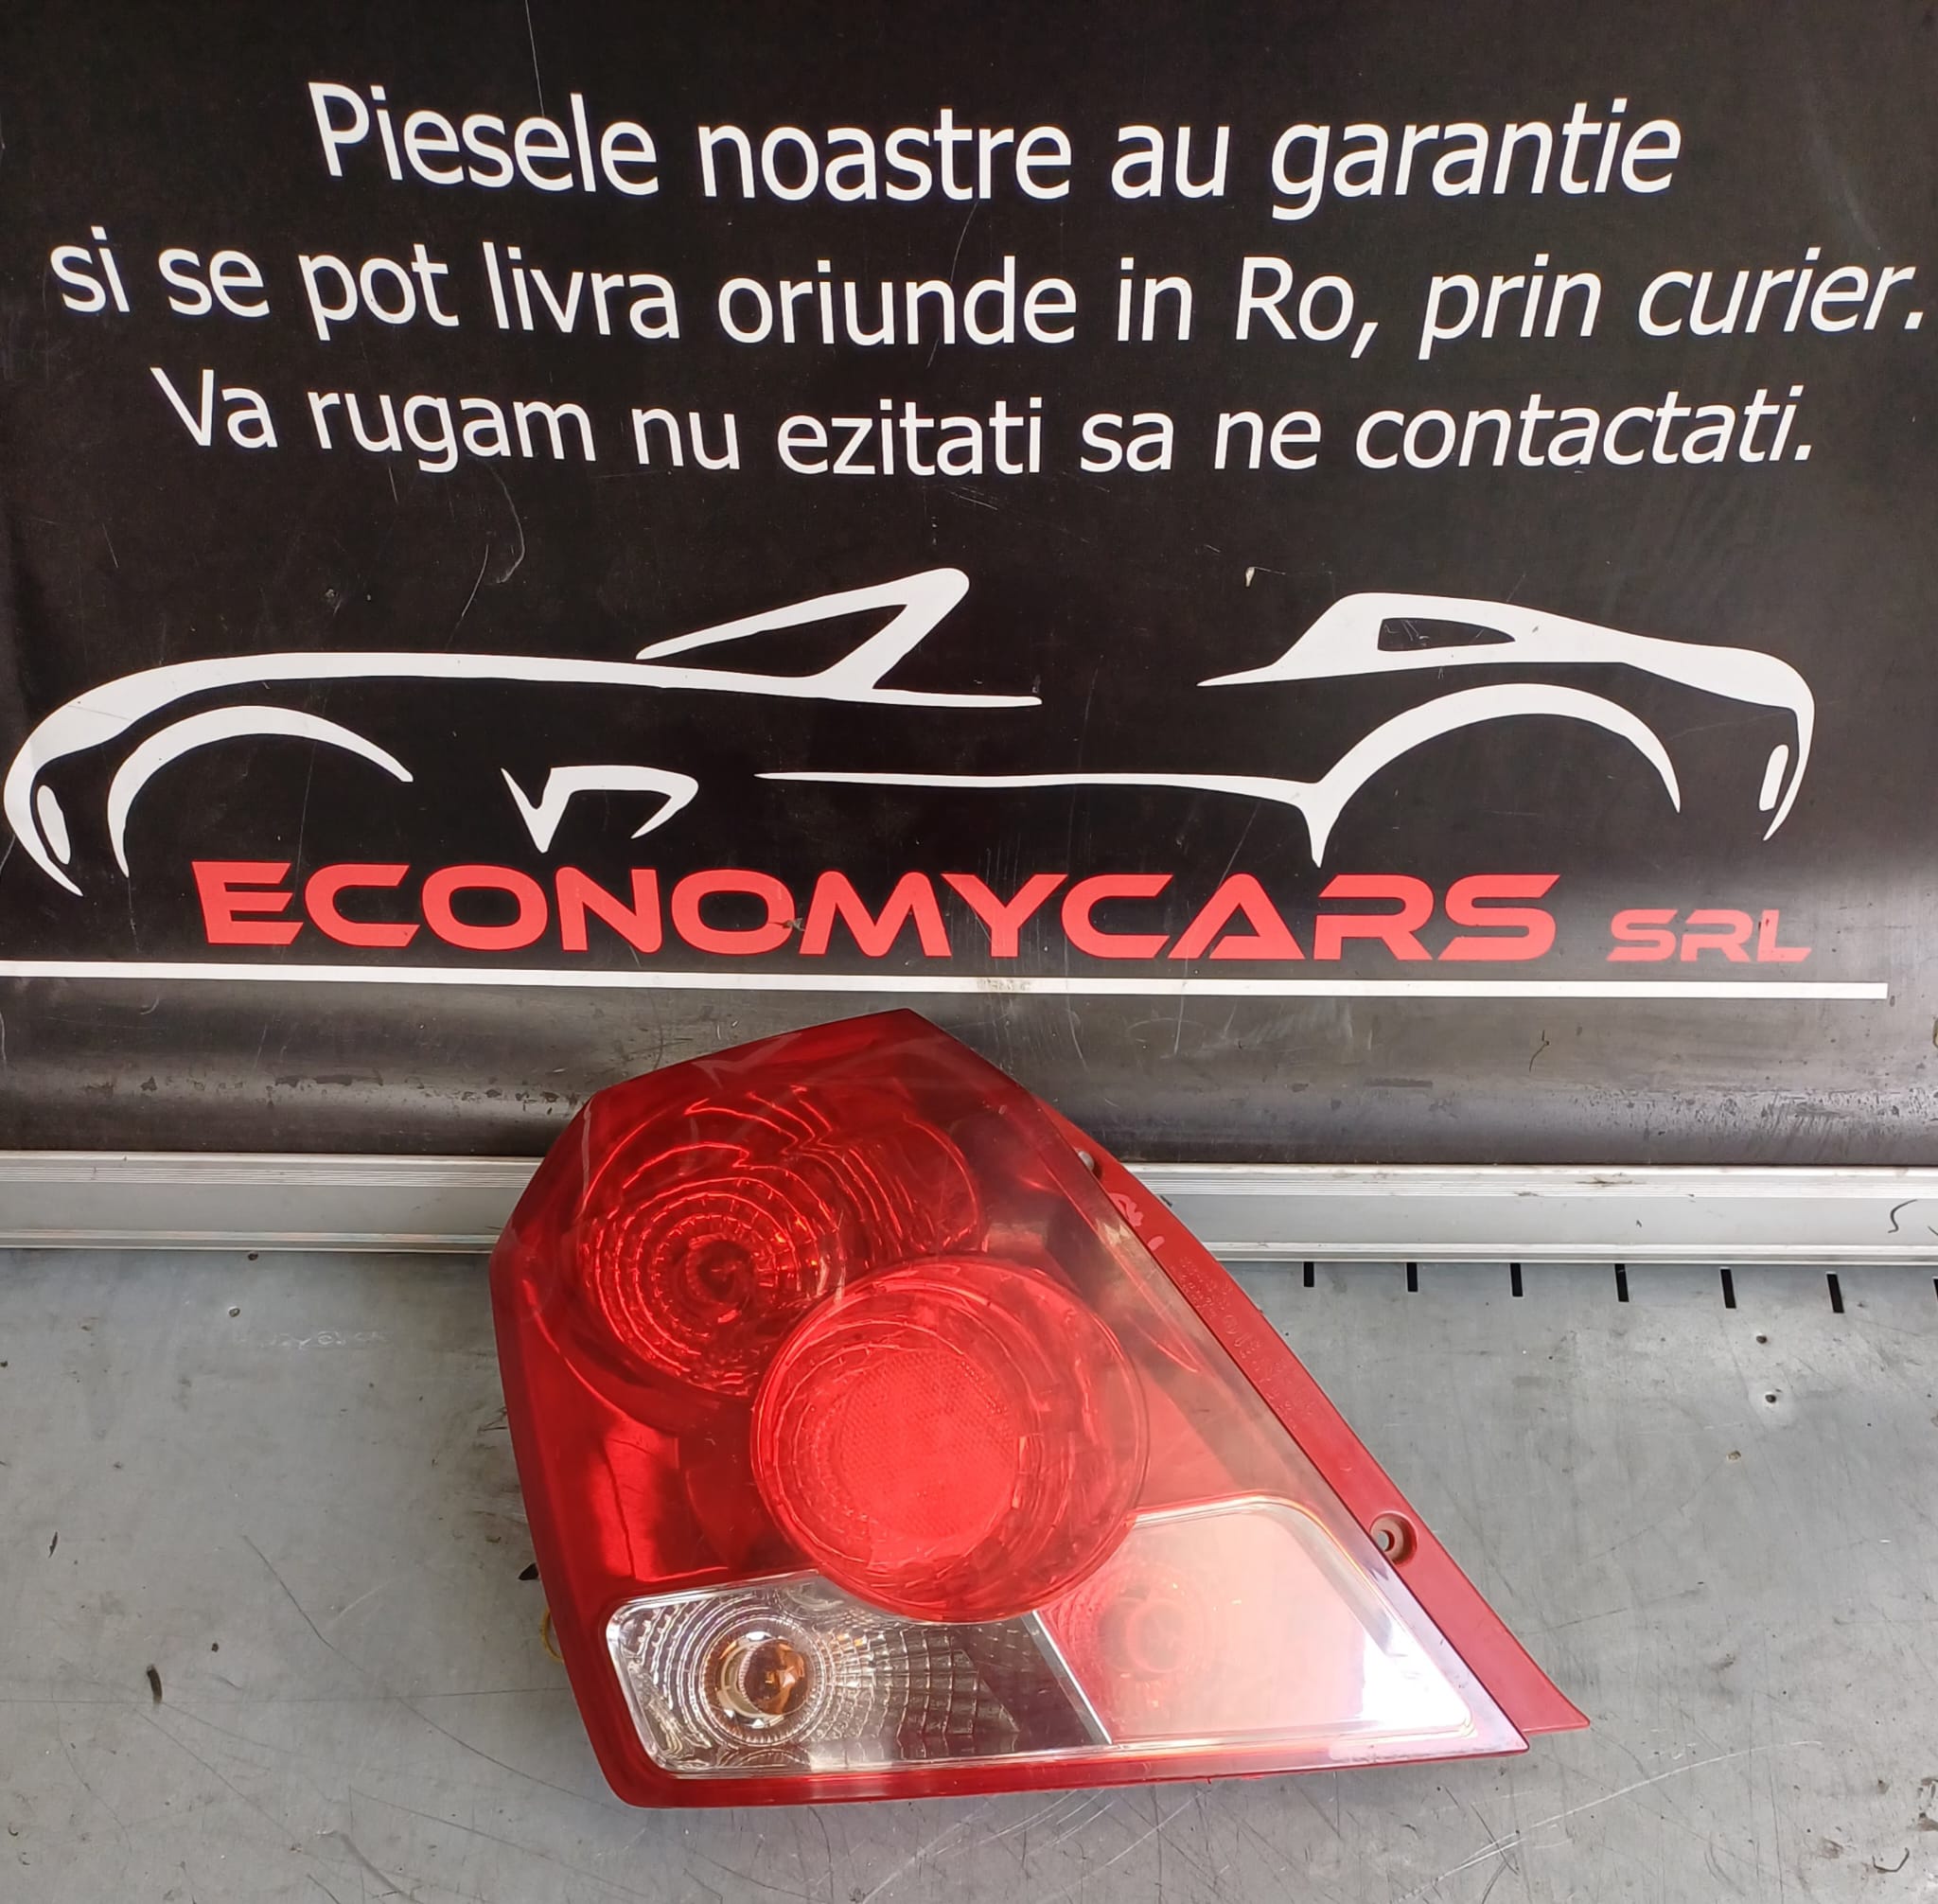 Piesele noastre au garantie
si se pot livra oriunde in Ro, prin curier.
Va rugam nu ezitati sa ne contactati.
ECONOMYCARS SRL